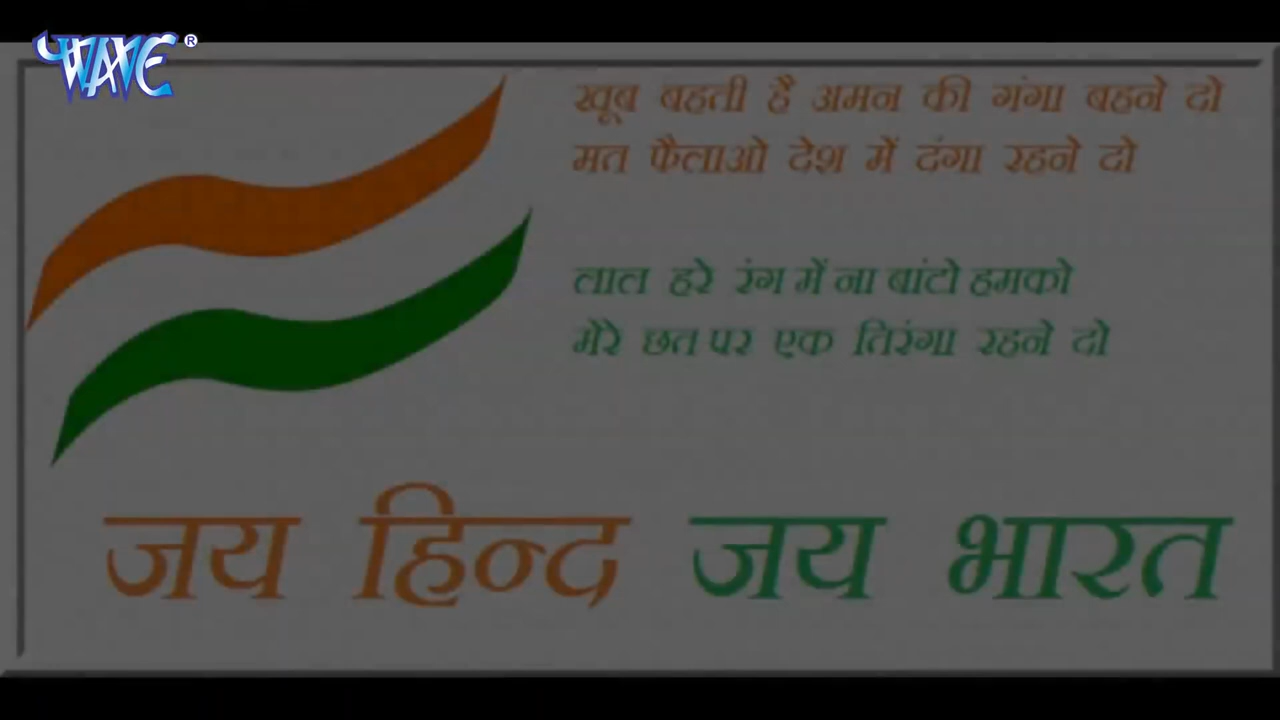 WAVE ®
खूब बहती है अमन की गंगा बहने दो
मत फैलाओ देश में दंगा रहने दो
लाल हरे रंग में ना बांटो हमको
मेरे छत पर एक तिरंगा रहने दो
जय हिन्द जय भारत